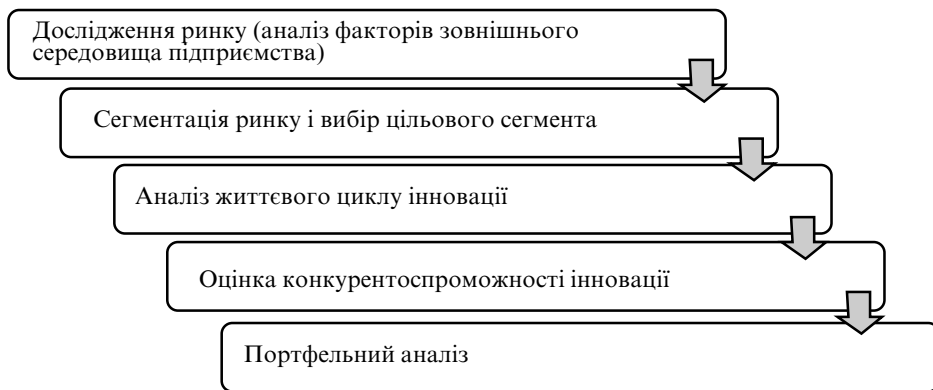 Дослідження ринку (аналіз факторів зовнішнього
середовища підприємства)
Сегментація ринку і вибір цільового сегмента
Аналіз життєвого циклу інновації
Оцінка конкурентоспроможності інновації
Портфельний аналіз